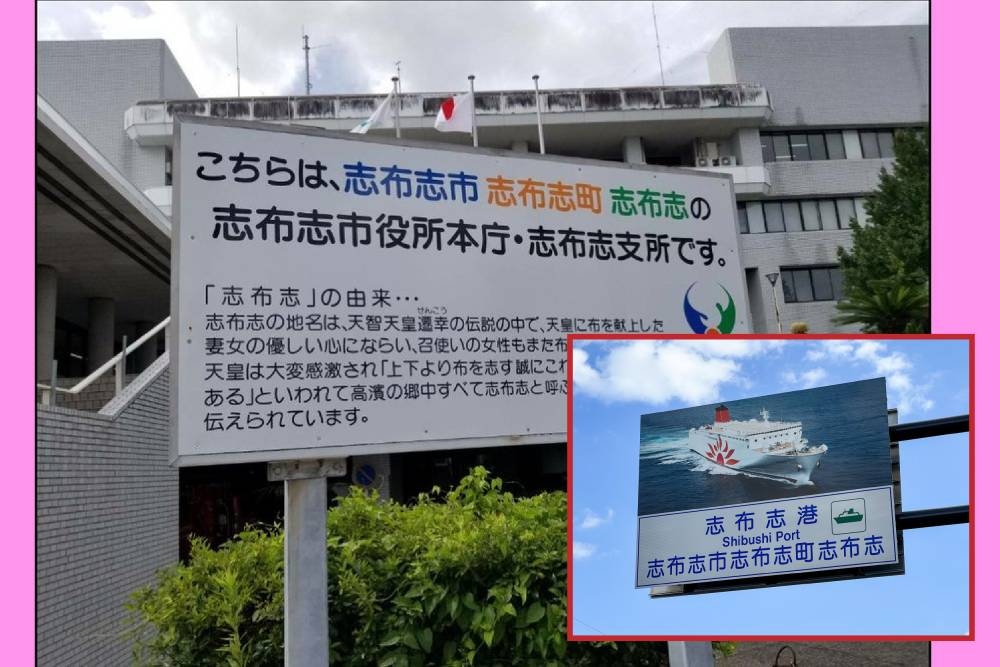 こちらは、志布志市 志布志町 志布志の
志布志市役所本庁・志布志支所です。
「志布志」の由来…
せんこう
志布志の地名は、天智天皇遷幸の伝説の中で、天皇に布を献上した
妻女の優しい心にならい、召使いの女性もまた布
天皇は大変感激され「上下より布を志す誠にこれ
ある」といわれて高濱の郷中すべて志布志と呼ぶ
伝えられています。
志布志港
Shibushi Port
志布志市志布志町志布志